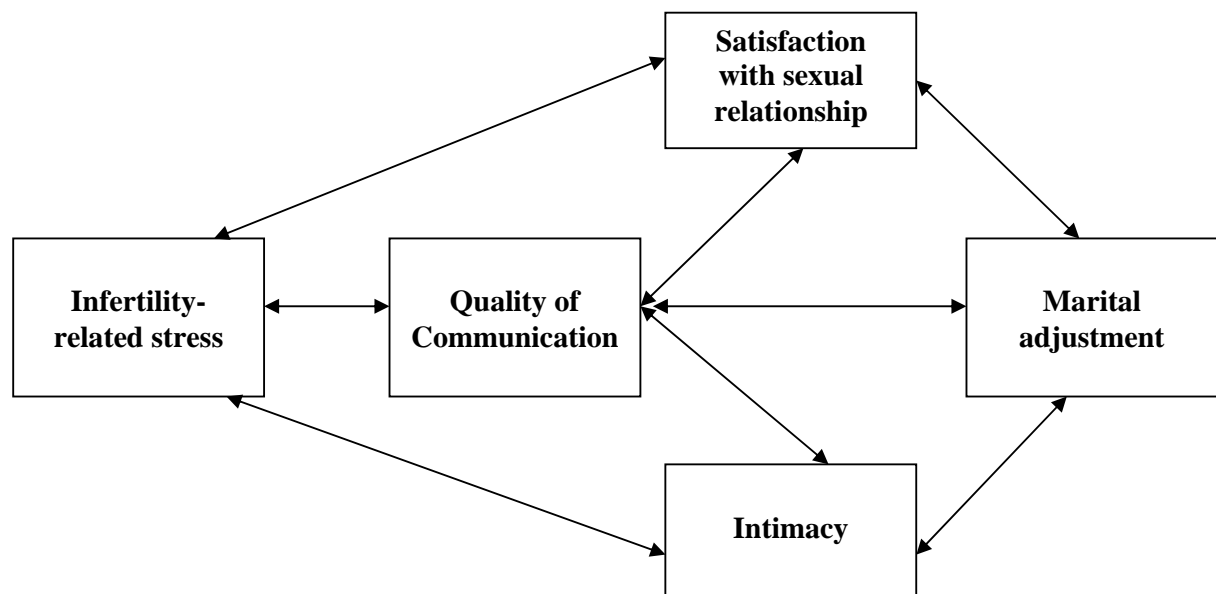 Satisfaction
with sexual
relationship
Infertility-
related stress
Quality of
Communication
Marital
adjustment
Intimacy